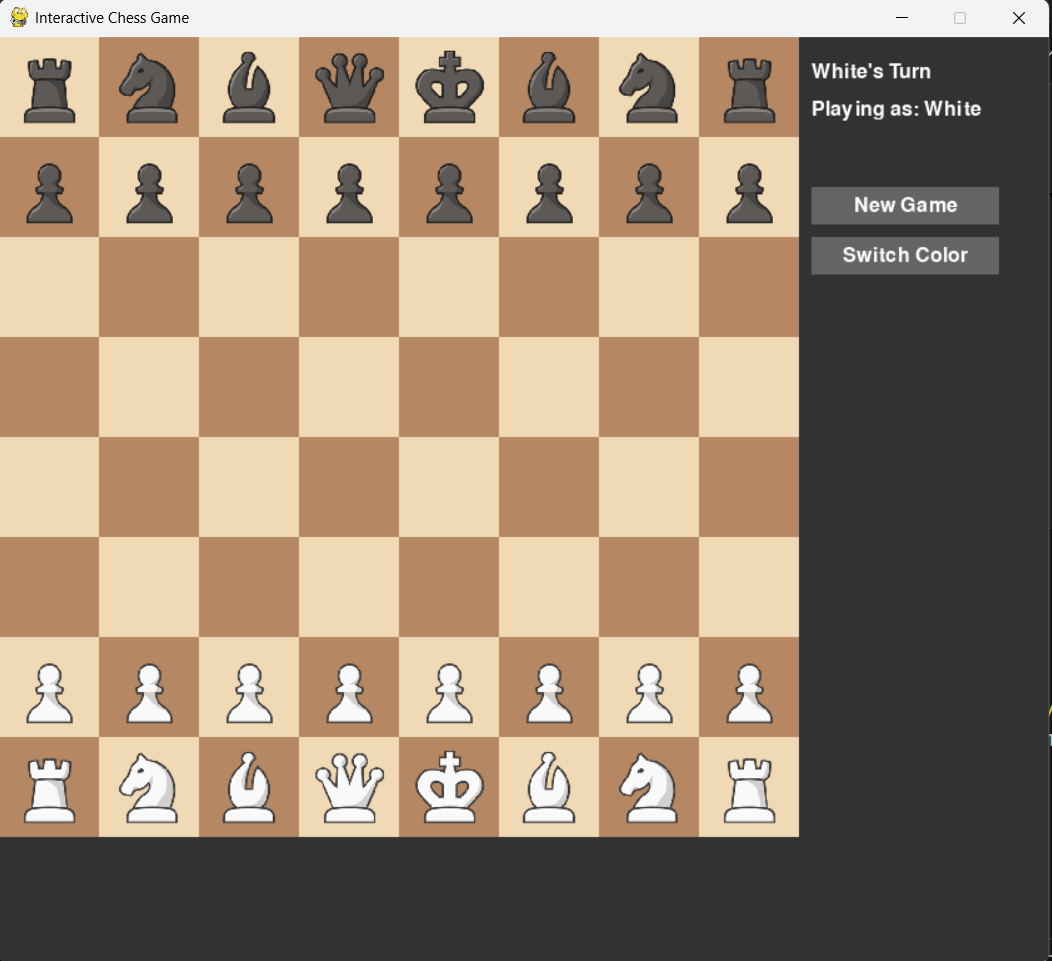 Interactive Chess Game
White's Turn
Playing as: White
New Game
Switch Color